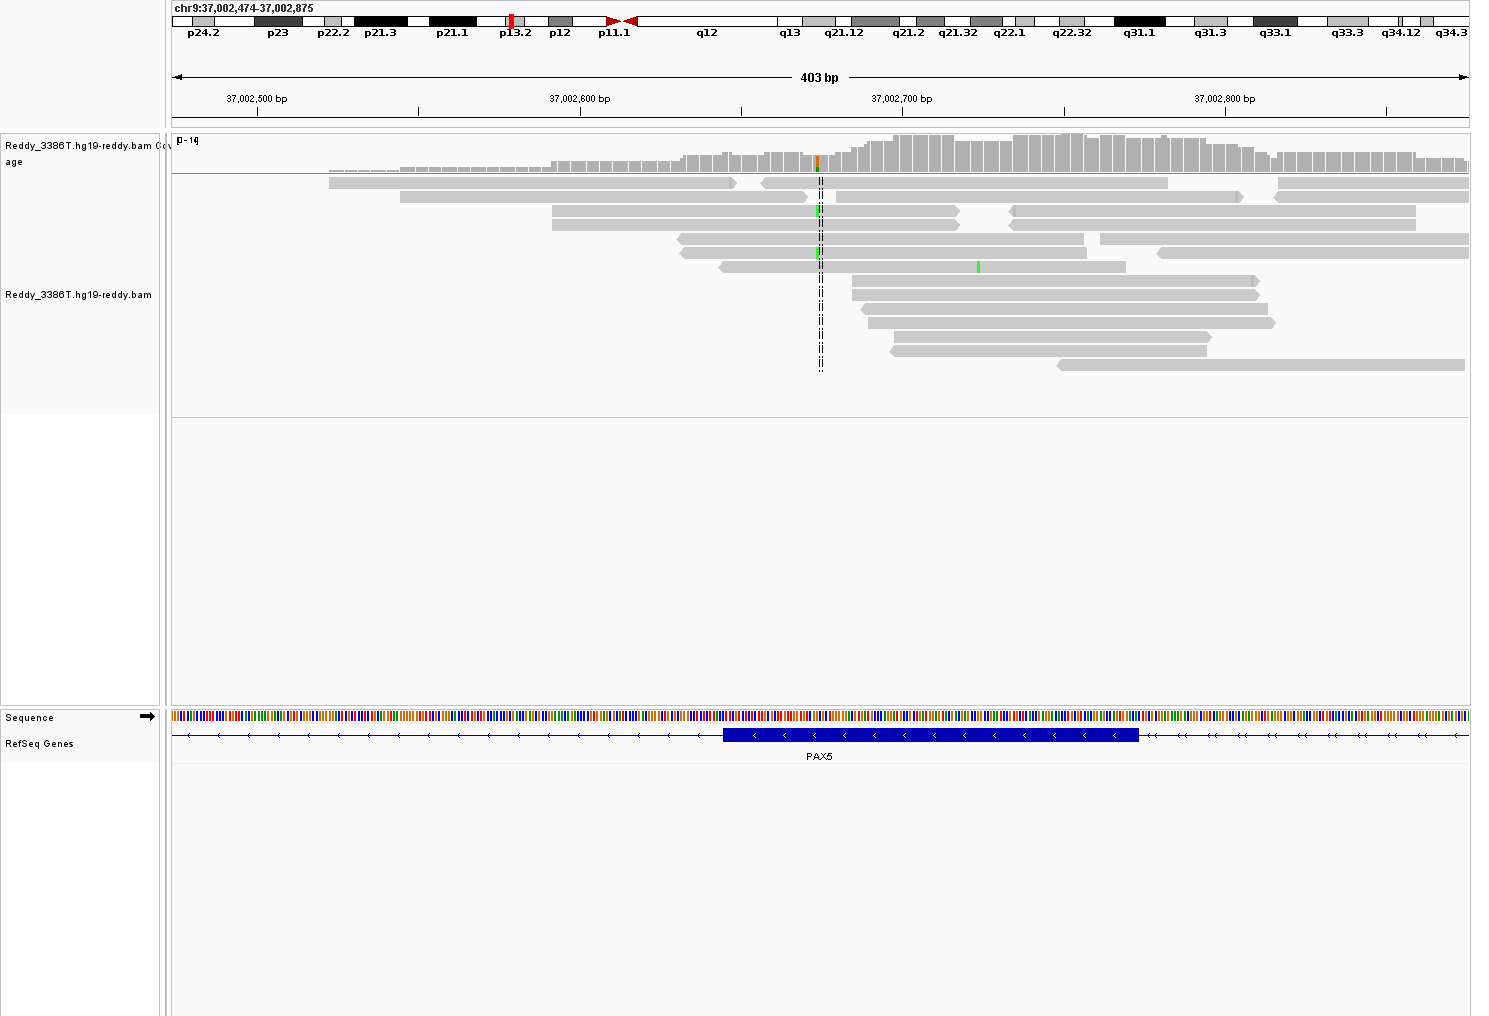 chr9:37,002,474-37,002,875
p24.2 p23 p22.2 p21.3 p21.1 p13.2 p12 p11.1 q12 q13 q21.12 q21.2 q21.32 q22.1 q22.32 q31.1 q31.3 q33.1 q33.3 q34.12 q34.3
403 bp
37,002,500 bp 37,002,600 bp 37,002,700 bp 37,002,800 bp
Reddy_3386T.hg19-reddy.bam Cov
age
Reddy_3386T.hg19-reddy.bam
Sequence
RefSeq Genes
PAX5